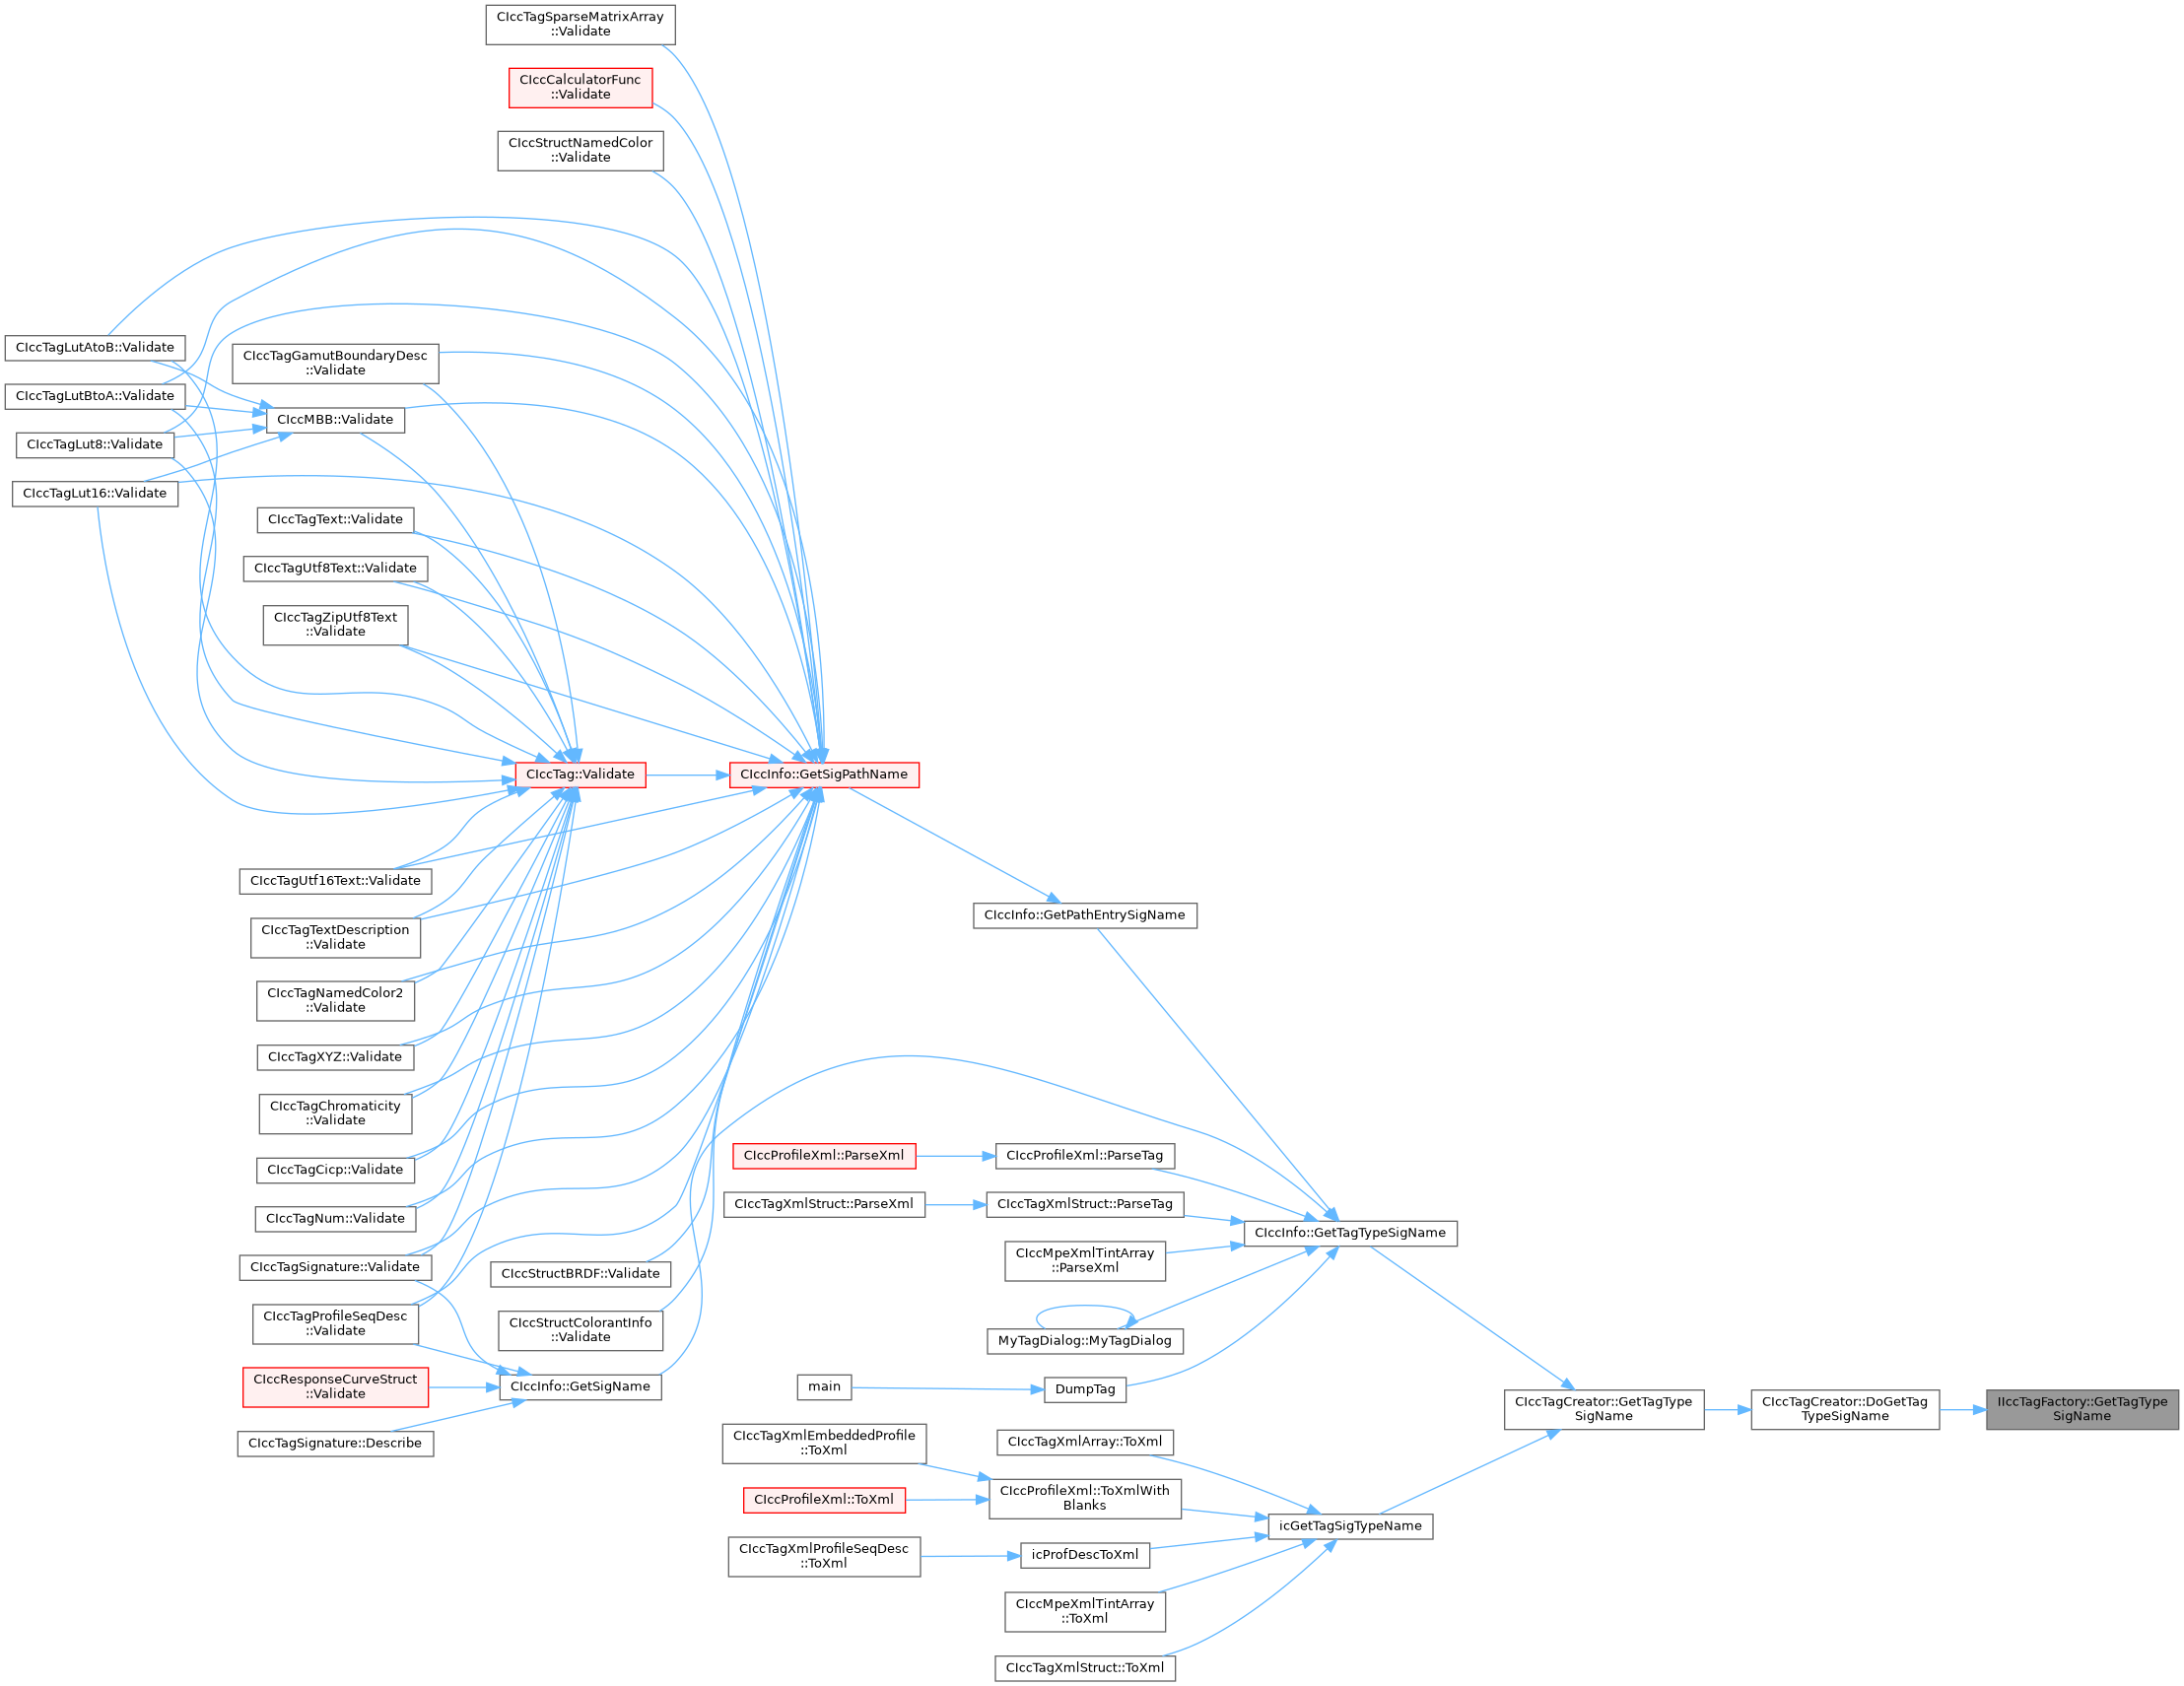 CIccTagSparseMatrixArray
::Validate
CIccCalculatorFunc
::Validate
CIccStructNamedColor
::Validate
CIccTagLutAtoB::Validate
CIccTagGamutBoundaryDesc
::Validate
CIccTagLutBtoA::Validate
CIccMBB::Validate
CIccTagLut8::Validate
CIccTagLut16::Validate
CIccTagText::Validate
CIccTagUtf8Text::Validate
CIccTagZipUtf8Text
::Validate
CIccTag::Validate
CIccInfo::GetSigPathName
CIccTagUtf16Text::Validate
CIccInfo::GetPathEntrySigName
CIccTagTextDescription
::Validate
CIccTagNamedColor2
::Validate
CIccTagXYZ::Validate
CIccTagChromaticity
::Validate
CIccProfileXml::ParseXml
CIccProfileXml::ParseTag
CIccTagCicp::Validate
CIccTagXmlStruct::ParseXml
CIccTagXmlStruct::ParseTag
CIccTagNum::Validate
CIccInfo::GetTagTypeSigName
CIccMpeXmlTintArray
::ParseXml
CIccTagSignature::Validate
CIccStructBRDF::Validate
CIccTagProfileSeqDesc
::Validate
CIccStructColorantInfo
::Validate
MyTagDialog::MyTagDialog
CIccResponseCurveStruct
::Validate
CIccInfo::GetSigName
main
DumpTag
CIccTagCreator::GetTagType
SigName
CIccTagCreator::DoGetTag
TypeSigName
IIccTagFactory::GetTagType
SigName
CIccTagSignature::Describe
CIccTagXmlEmbeddedProfile
::ToXml
CIccTagXmlArray::ToXml
CIccProfileXml::ToXml
CIccProfileXml::ToXmlWith
Blanks
icGetTagSigTypeName
CIccTagXmlProfileSeqDesc
::ToXml
icProfDescToXml
CIccMpeXmlTintArray
::ToXml
CIccTagXmlStruct::ToXml